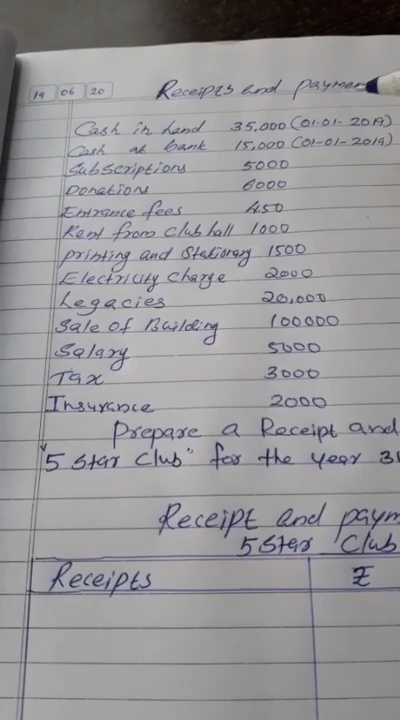 19 06 20
Receipts and payment
Cash in hand 35,000 (01-01-2019)
Cash at bank 15,000 (01-01-2019)
Subscriptions 5000
Donations 6000
Entrance fees 450
Rent from Club hall 1000
printing and Stationary 1500
Electricity Charge 2000
Legacies 20,000
Sale of Building 100000
Salary 5000
Tax 3000
Insurance 2000
Prepare a Receipt and
"5 Star Club" for the year 31
Receipt and paym
5 Star Club
Receipts ₹